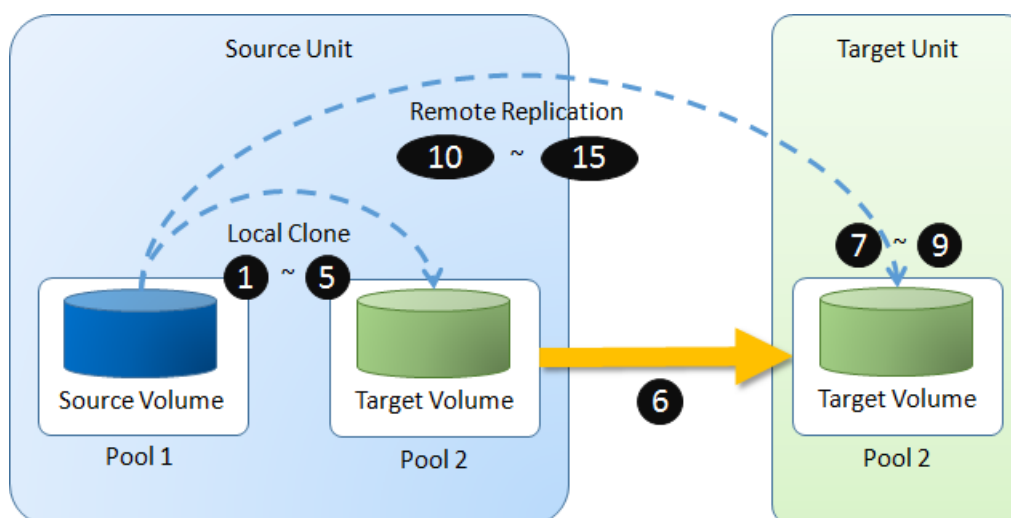 Source Unit
Target Unit
Remote Replication
10 ~ 15
Local Clone
1 ~ 5
7 ~ 9
Source Volume
Target Volume
6
Target Volume
Pool 1
Pool 2
Pool 2